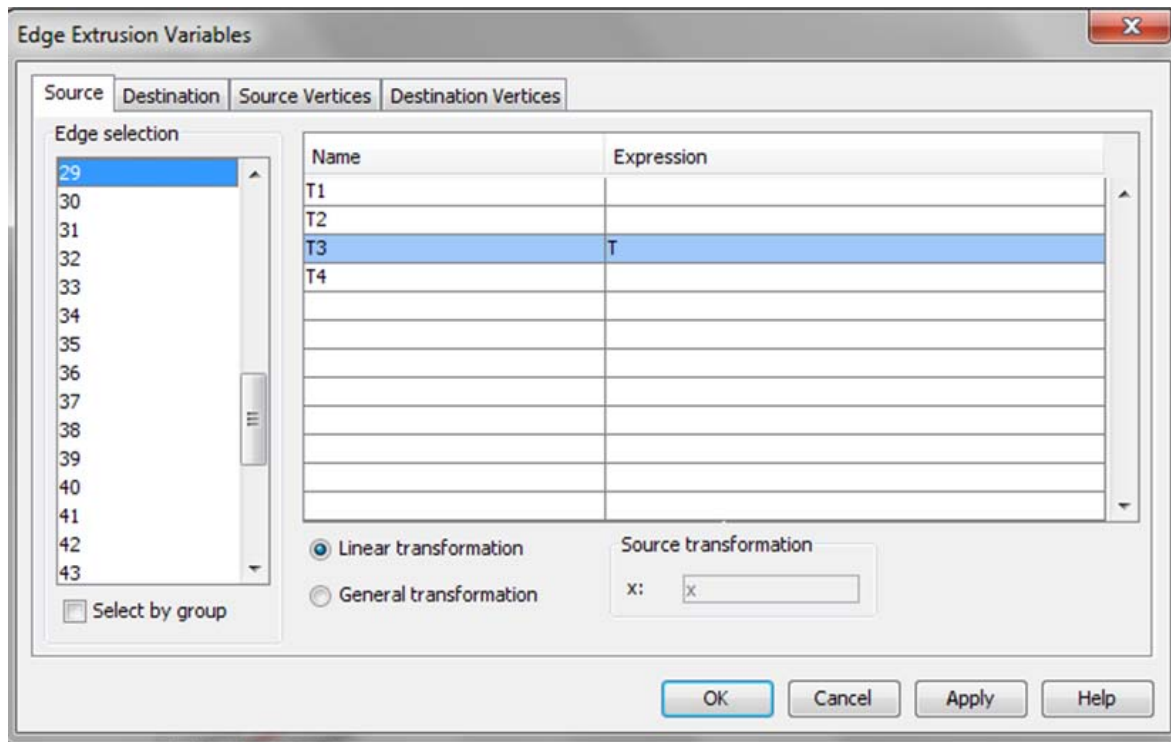 Edge Extrusion Variables
Source Destination Source Vertices Destination Vertices
Edge selection
29
30
31
32
33
34
35
36
37
38
39
40
41
42
43
Select by group
Name Expression
T1
T2
T3 T
T4
Linear transformation
General transformation
Source transformation
x: x
OK Cancel Apply Help